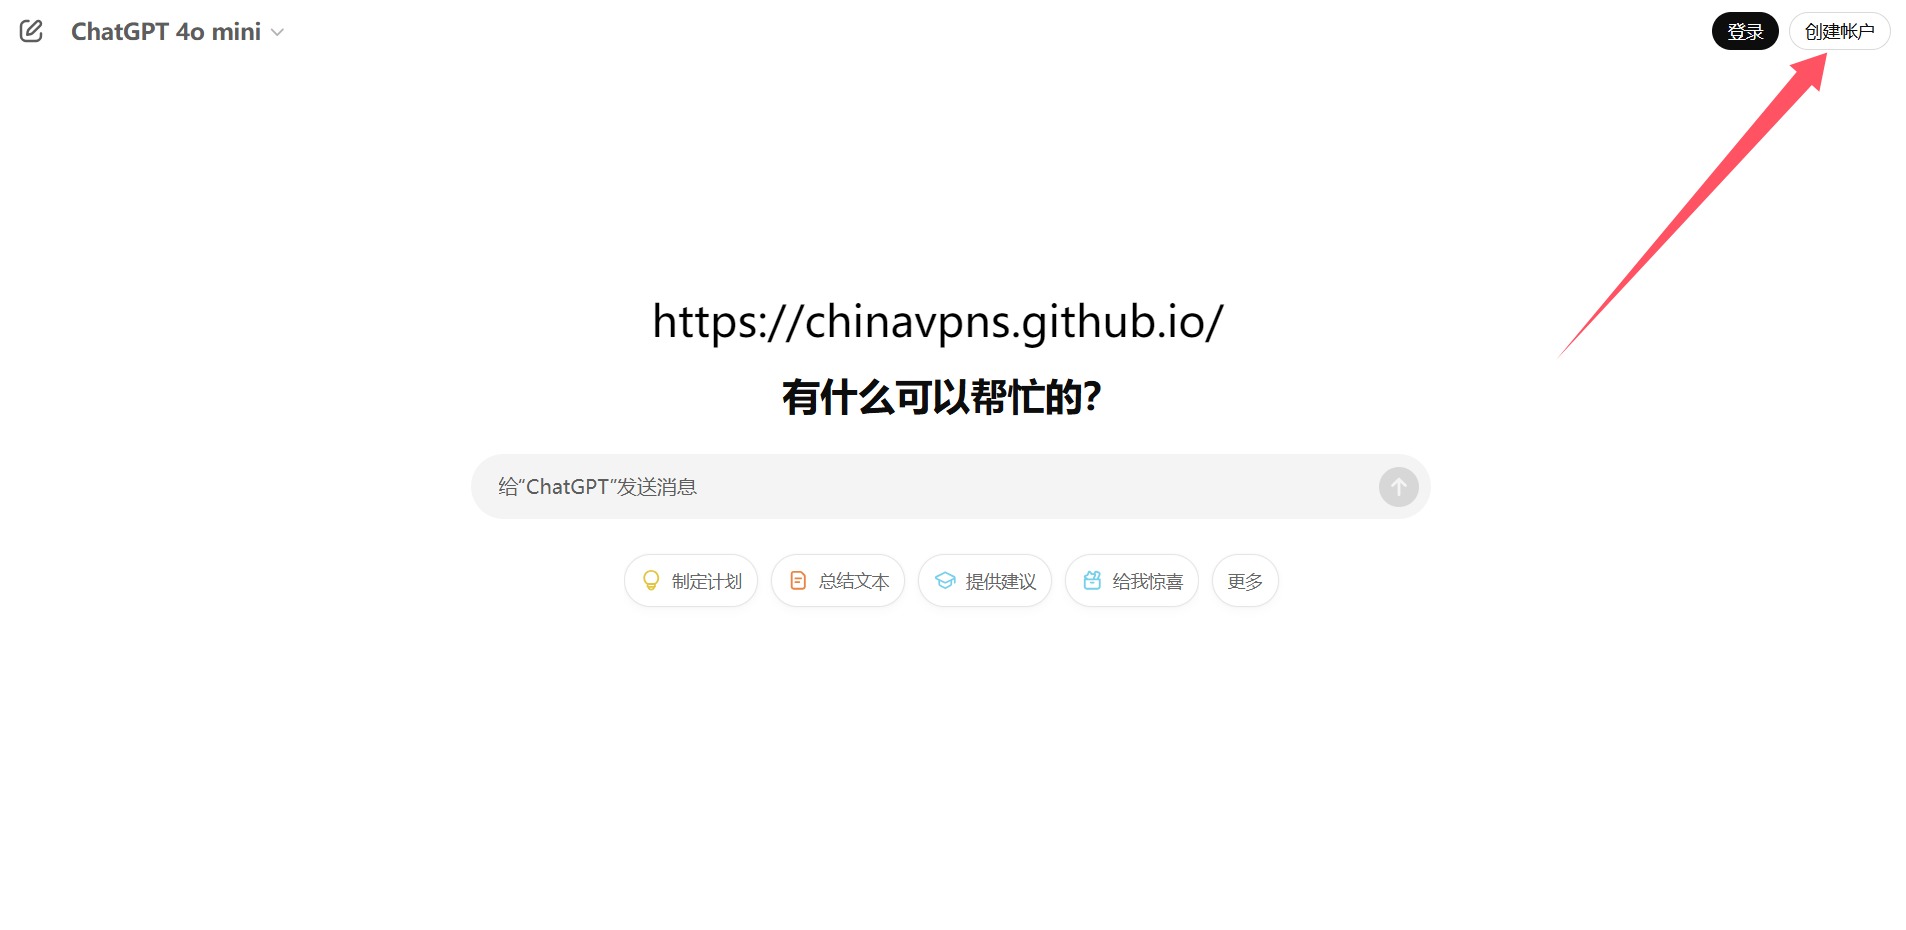 ChatGPT 4o mini
登录
创建帐户
https://chinavpns.github.io/
有什么可以帮忙的？
给“ChatGPT”发送消息
制定计划
总结文本
提供建议
给我惊喜
更多